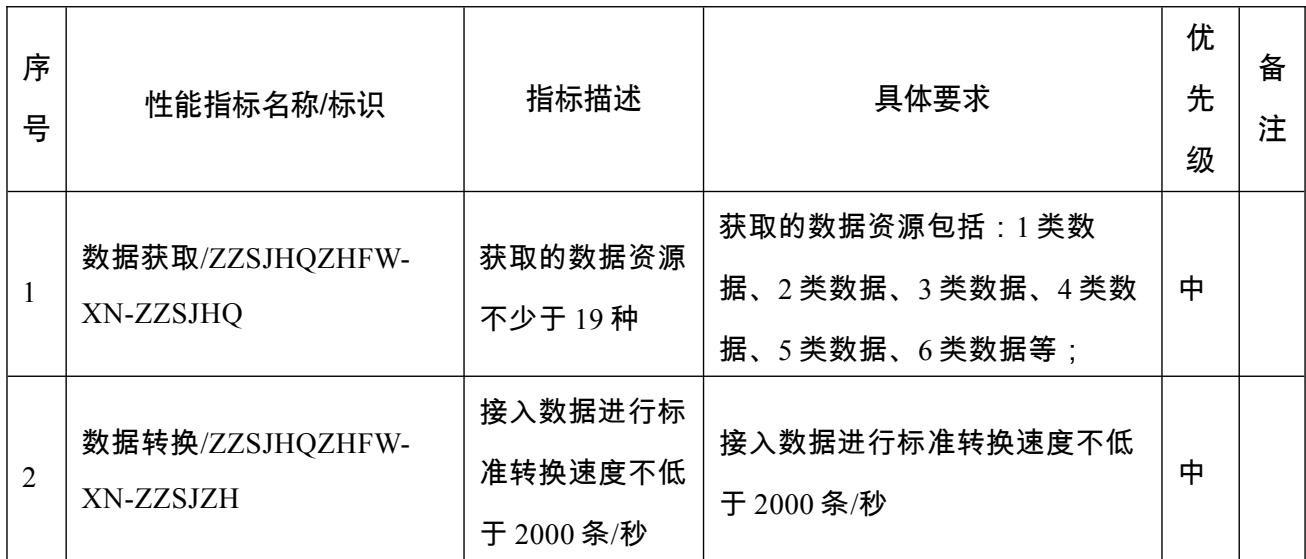 序号
性能指标名称/标识
指标描述
具体要求
优先级
备注
1
数据获取/ZZSJHQZHFW-
XN-ZZSJHQ
获取的数据资源
不少于 19 种
获取的数据资源包括：1 类数
据、2 类数据、3 类数据、4 类数
据、5 类数据、6 类数据等；
中
2
数据转换/ZZSJHQZHFW-
XN-ZZSJZH
接入数据进行标
准转换速度不低
于 2000 条/秒
接入数据进行标准转换速度不低
于 2000 条/秒
中